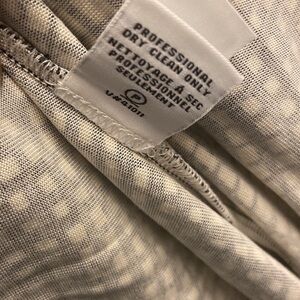 PROFESSIONAL
DRY CLEAN ONLY
NETTOYAGE A SEC
PROFESSIONNEL
SEULEMENT
P